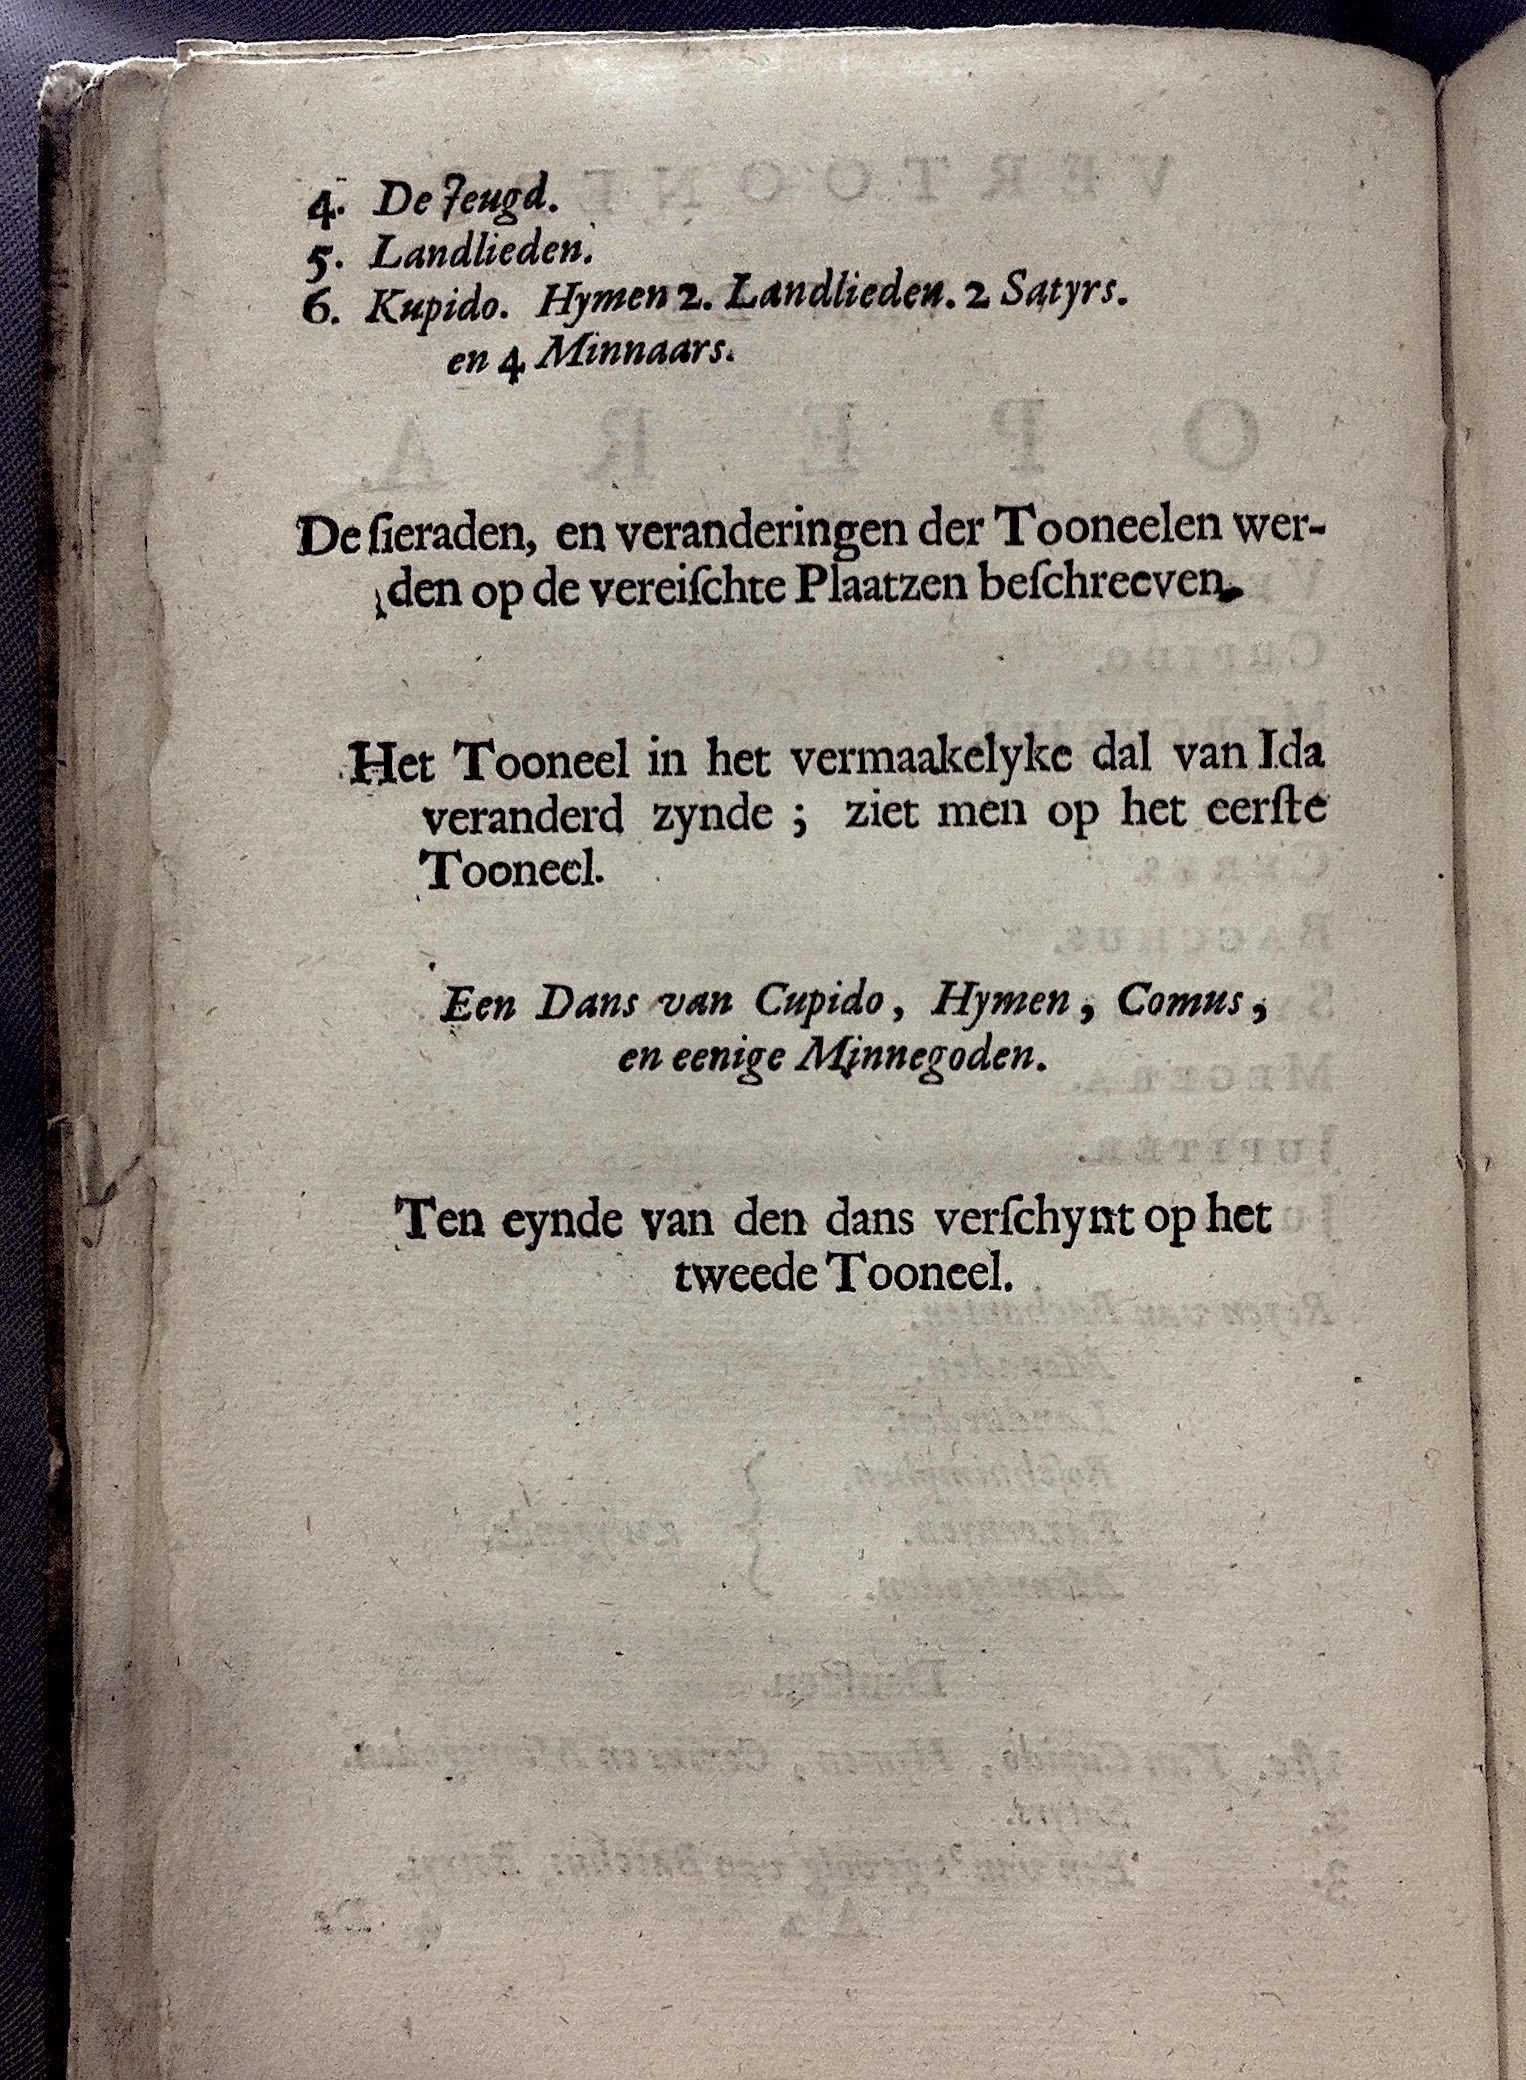 4. De Jeugd.
5. Landlieden.
6. Kupido. Hymen 2. Landlieden. 2 Satyrs.
en 4 Minnaars.
De ſieraden, en veranderingen der Tooneelen wer-
den op de vereiſchte Plaatzen beſchreeven.
Het Tooneel in het vermaakelyke dal van Ida
veranderd zynde ; ziet men op het eerſte
Tooneel.
Een Dans van Cupido, Hymen, Comus,
en eenige Minnegoden.
Ten eynde van den dans verſchynt op het
tweede Tooneel.